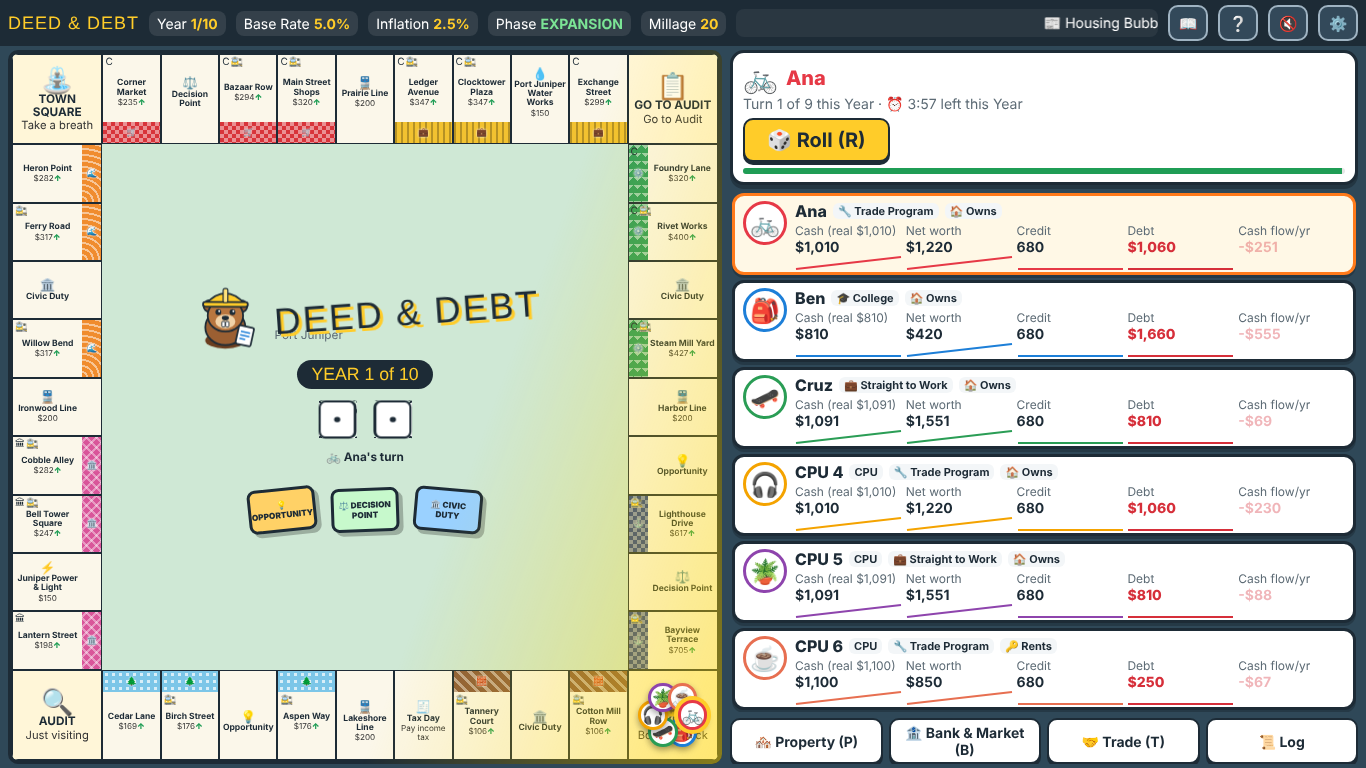 DEED & DEBT
Year 1/10
Base Rate 5.0%
Inflation 2.5%
Phase EXPANSION
Millage 20
Housing Bubb
TOWN
SQUARE
Take a breath
C
Corner
Market
$235↑
Decision
Point
C
Bazaar Row
$294↑
C
Main Street
Shops
$320↑
Prairie Line
$200
C
Ledger
Avenue
$347↑
C
Clocktower
Plaza
$347↑
Port Juniper
Water
Works
$150
C
Exchange
Street
$299↑
GO TO AUDIT
Go to Audit
Heron Point
$282↑
Ferry Road
$317↑
Civic Duty
Willow Bend
$317↑
Ironwood Line
$200
Cobble Alley
$282↑
Bell Tower
Square
$247↑
Juniper Power
& Light
$150
Lantern Street
$198↑
DEED & DEBT
Port Juniper
YEAR 1 of 10
Ana's turn
OPPORTUNITY
DECISION
POINT
CIVIC
DUTY
Foundry Lane
$320↑
Rivet Works
$400↑
Civic Duty
Steam Mill Yard
$427↑
Harbor Line
$200
Opportunity
Lighthouse
Drive
$617↑
Decision Point
Bayview
Terrace
$705↑
AUDIT
Just visiting
Cedar Lane
$169↑
Birch Street
$176↑
Opportunity
Aspen Way
$176↑
Lakeshore
Line
$200
Tax Day
Pay income
tax
Tannery
Court
$106↑
Civic Duty
Cotton Mill
Row
$106↑
Ana
Turn 1 of 9 this Year · ⏰ 3:57 left this Year
Roll (R)
Ana Trade Program Owns
Cash (real $1,010) Net worth Credit Debt Cash flow/yr
$1,010 $1,220 680 $1,060 -$251
Ben College Owns
Cash (real $810) Net worth Credit Debt Cash flow/yr
$810 $420 680 $1,660 -$555
Cruz Straight to Work Owns
Cash (real $1,091) Net worth Credit Debt Cash flow/yr
$1,091 $1,551 680 $810 -$69
CPU 4 CPU Trade Program Owns
Cash (real $1,010) Net worth Credit Debt Cash flow/yr
$1,010 $1,220 680 $1,060 -$230
CPU 5 CPU Straight to Work Owns
Cash (real $1,091) Net worth Credit Debt Cash flow/yr
$1,091 $1,551 680 $810 -$88
CPU 6 CPU Trade Program Rents
Cash (real $1,100) Net worth Credit Debt Cash flow/yr
$1,100 $850 680 $250 -$67
Property (P)
Bank & Market
(B)
Trade (T)
Log